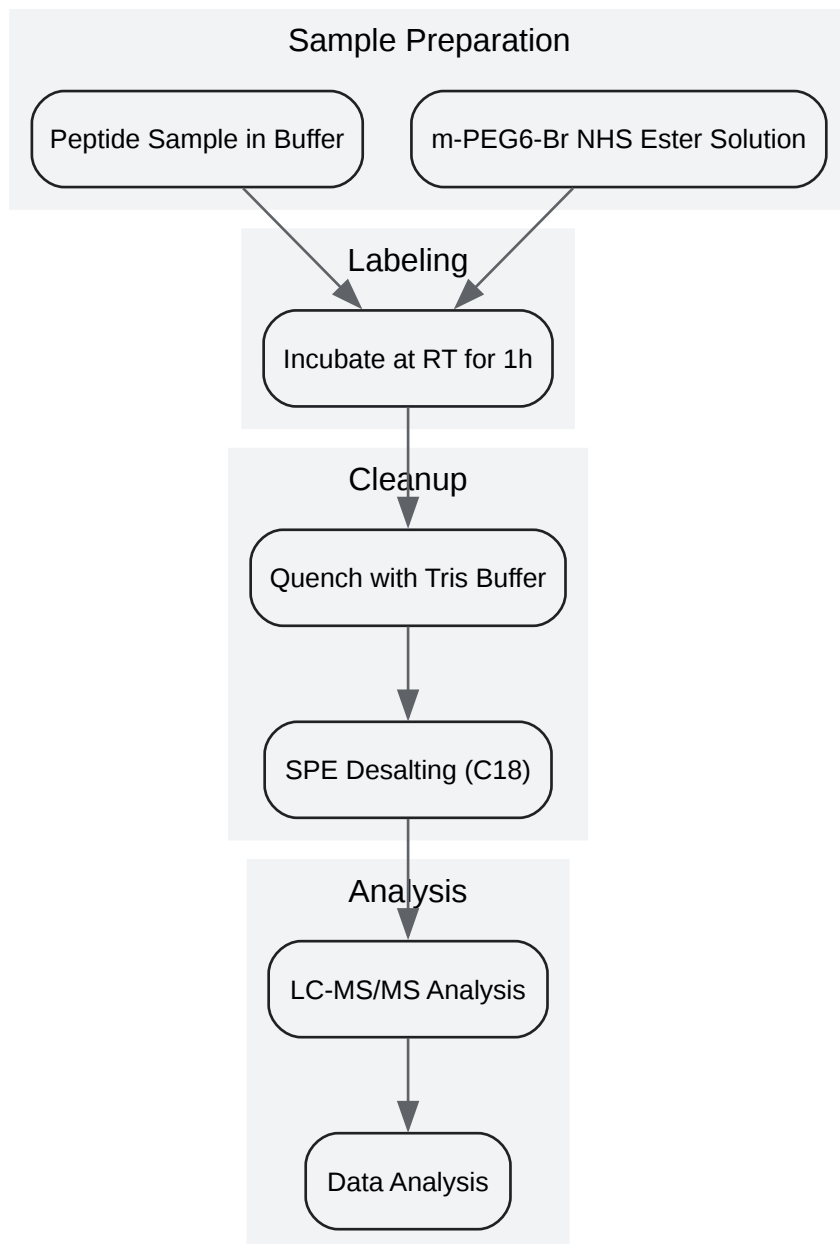 Sample Preparation
Peptide Sample in Buffer
m-PEG6-Br NHS Ester Solution
Labeling
Incubate at RT for 1h
Cleanup
Quench with Tris Buffer
SPE Desalting (C18)
Analysis
LC-MS/MS Analysis
Data Analysis